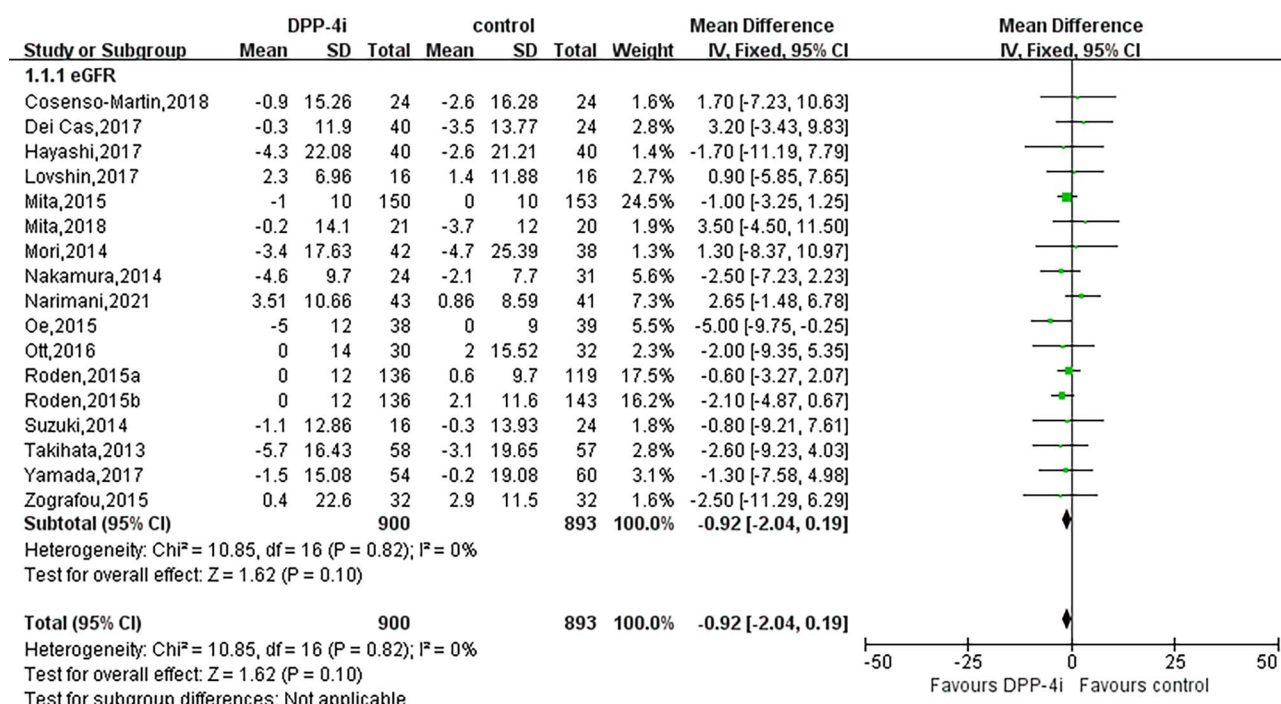 DPP-4i control Mean Difference Mean Difference
Study or Subgroup Mean SD Total Mean SD Total Weight IV, Fixed, 95% CI IV, Fixed, 95% CI
1.1.1 eGFR
Cosenso-Martin,2018 -0.9 15.26 24 -2.6 16.28 24 1.6% 1.70 [-7.23, 10.63]
Dei Cas,2017 -0.3 11.9 40 -3.5 13.77 24 2.8% 3.20 [-3.43, 9.83]
Hayashi,2017 -4.3 22.08 40 -2.6 21.21 40 1.4% -1.70 [-11.19, 7.79]
Lovshin,2017 2.3 6.96 16 1.4 11.88 16 2.7% 0.90 [-5.85, 7.65]
Mita,2015 -1 10 150 0 10 153 24.5% -1.00 [-3.25, 1.25]
Mita,2018 -0.2 14.1 21 -3.7 12 20 1.9% 3.50 [-4.50, 11.50]
Mori,2014 -3.4 17.63 42 -4.7 25.39 38 1.3% 1.30 [-8.37, 10.97]
Nakamura,2014 -4.6 9.7 24 -2.1 7.7 31 5.6% -2.50 [-7.23, 2.23]
Narimani,2021 3.51 10.66 43 0.86 8.59 41 7.3% 2.65 [-1.48, 6.78]
Oe,2015 -5 12 38 0 9 39 5.5% -5.00 [-9.75, -0.25]
Ott,2016 0 14 30 2 15.52 32 2.3% -2.00 [-9.35, 5.35]
Roden,2015a 0 12 136 0.6 9.7 119 17.5% -0.60 [-3.27, 2.07]
Roden,2015b 0 12 136 2.1 11.6 143 16.2% -2.10 [-4.87, 0.67]
Suzuki,2014 -1.1 12.86 16 -0.3 13.93 24 1.8% -0.80 [-9.21, 7.61]
Takihata,2013 -5.7 16.43 58 -3.1 19.65 57 2.8% -2.60 [-9.23, 4.03]
Yamada,2017 -1.5 15.08 54 -0.2 19.08 60 3.1% -1.30 [-7.58, 4.98]
Zografou,2015 0.4 22.6 32 2.9 11.5 32 1.6% -2.50 [-11.29, 6.29]
Subtotal (95% CI) 900 893 100.0% -0.92 [-2.04, 0.19]
Heterogeneity: Chi² = 10.85, df = 16 (P = 0.82); I² = 0%
Test for overall effect: Z = 1.62 (P = 0.10)
Total (95% CI) 900 893 100.0% -0.92 [-2.04, 0.19]
Heterogeneity: Chi² = 10.85, df = 16 (P = 0.82); I² = 0%
Test for overall effect: Z = 1.62 (P = 0.10)
Test for subgroup differences: Not applicable
-50 -25 0 25 50
Favours DPP-4i Favours control